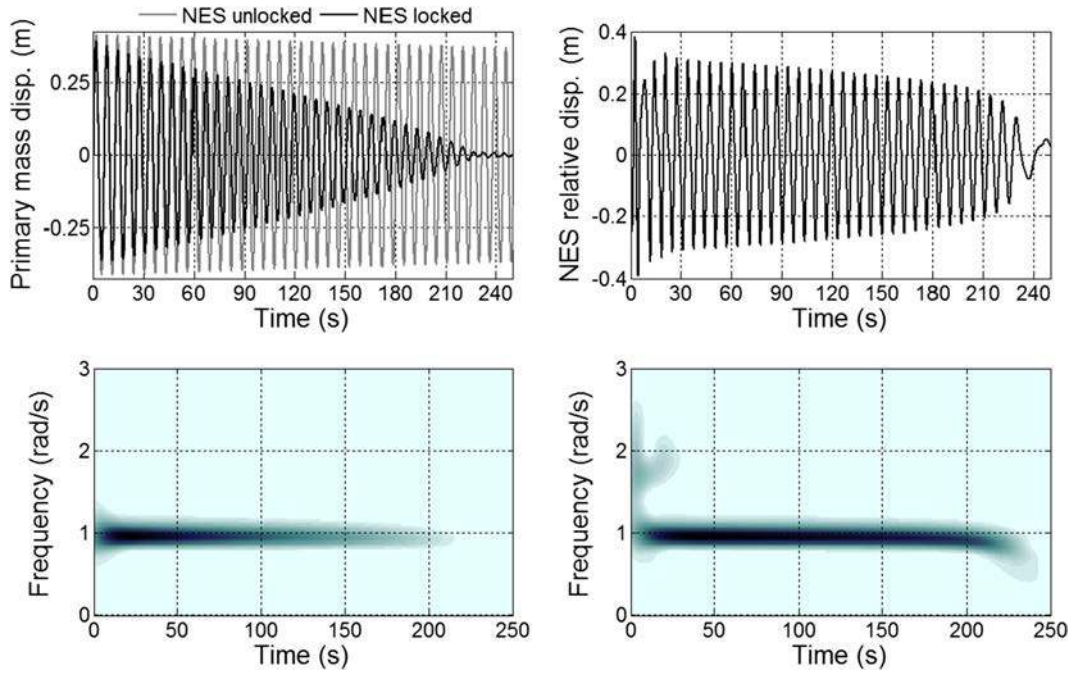 NES unlocked NES locked
Primary mass disp. (m)
0.25
0
-0.25
0 30 60 90 120 150 180 210 240
Time (s)
NES relative disp. (m)
0.4
0.2
0
-0.2
-0.4
0 30 60 90 120 150 180 210 240
Time (s)
Frequency (rad/s)
3
2
1
0
0 50 100 150 200 250
Time (s)
Frequency (rad/s)
3
2
1
0
0 50 100 150 200 250
Time (s)